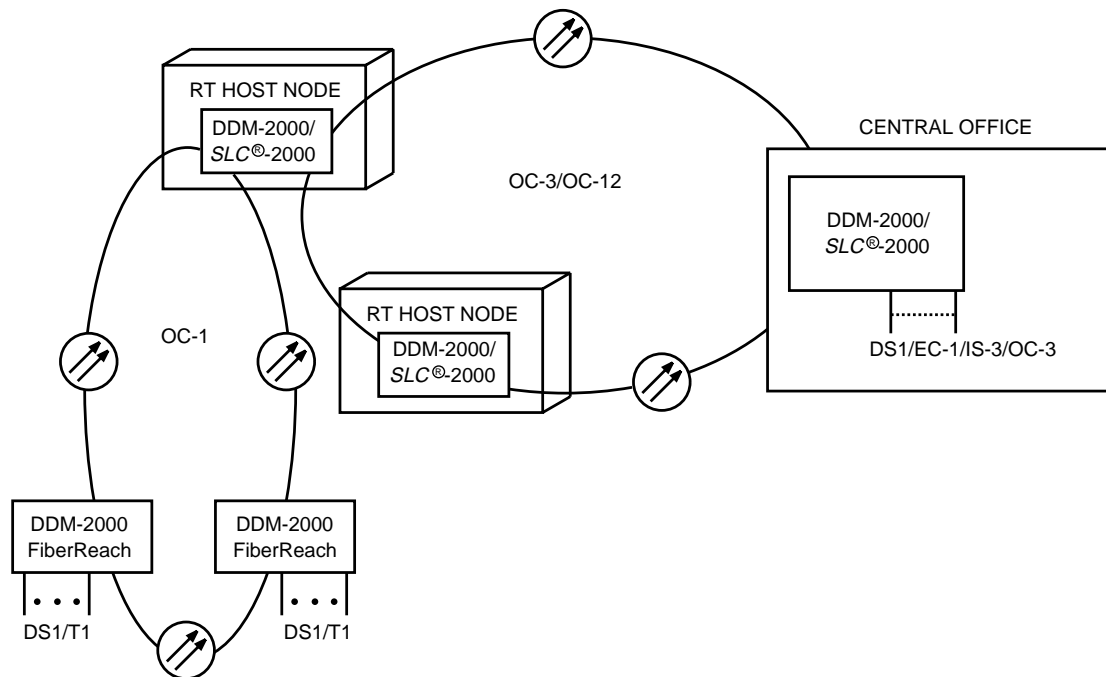 RT HOST NODE
DDM-2000/
SLC®-2000
CENTRAL OFFICE
OC-3/OC-12
DDM-2000/
SLC®-2000
RT HOST NODE
DDM-2000/
SLC®-2000
OC-1
DS1/EC-1/IS-3/OC-3
DDM-2000
FiberReach
DS1/T1
DDM-2000
FiberReach
DS1/T1